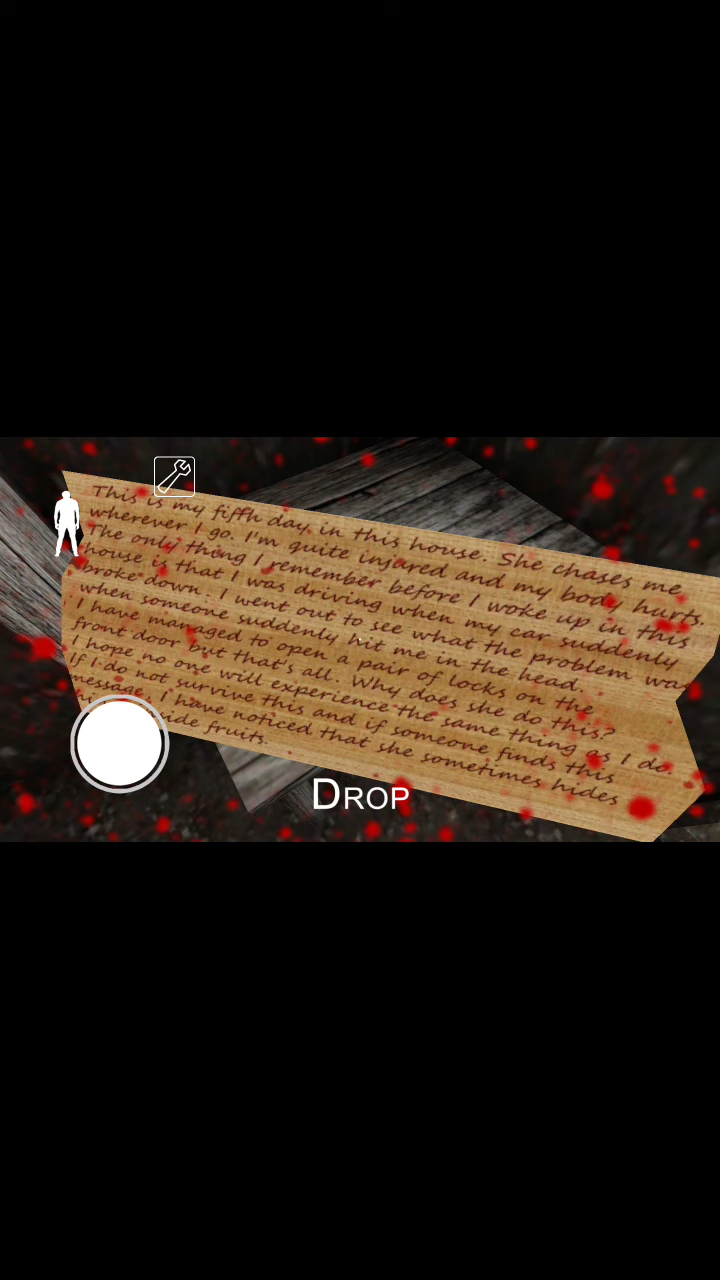 This is my fifth day in this house. She chases me
wherever I go. I'm quite injured and my body hurts.
The only thing I remember before I woke up in this
house is that I was driving when my car suddenly
broke down. I went out to see what the problem was
when someone suddenly hit me in the head.
I have managed to open a pair of locks on the
front door but that's all. Why does she do this?
I hope no one will experience the same thing as I do.
If I do not survive this and if someone finds this
message, I have noticed that she sometimes hides
fruits.
DROP